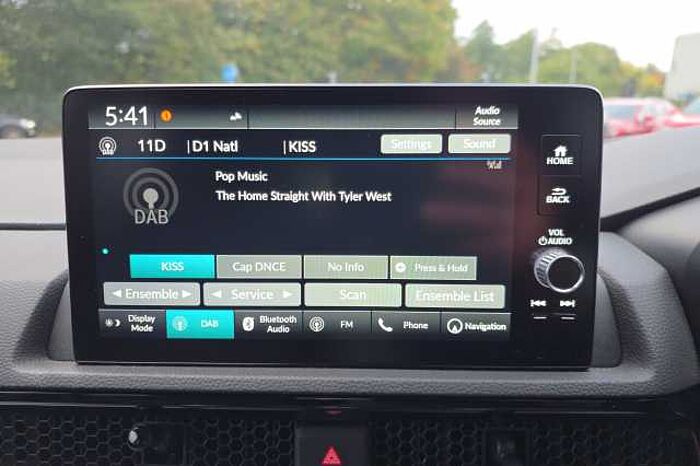 5:41 Audio Source
11D D1 Natl | KISS Settings Sound
DAB
Pop Music
The Home Straight With Tyler West
KISS Cap DNCE No Info Press & Hold
Ensemble Service Scan Ensemble List
Display Mode DAB Bluetooth Audio FM Phone Navigation
HOME
BACK
VOL
AUDIO